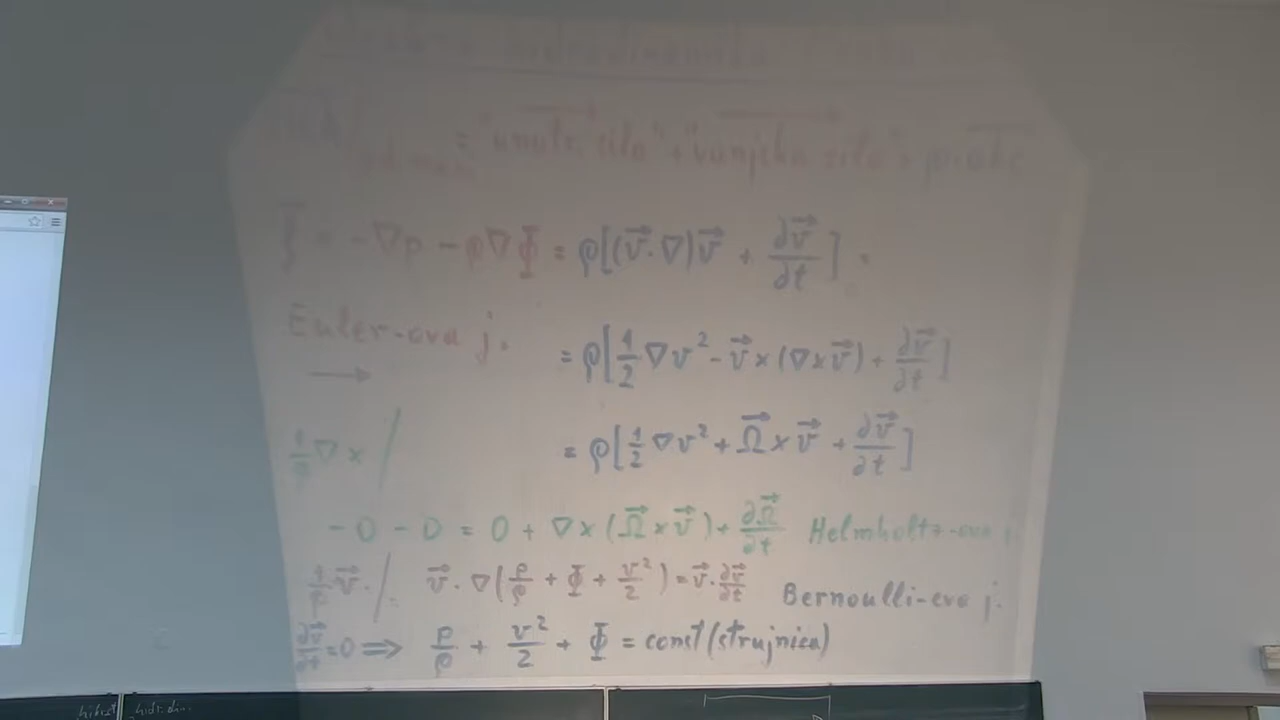 = "unutr. sila" + "vanjska sila"
f⃗ = -∇p - ρ∇Φ = ρ[(v⃗·∇)v⃗ + ∂v⃗/∂t] =
Euler-ova j. = ρ[1/2 ∇v² - v⃗×(∇×v⃗) + ∂v⃗/∂t]
→
1/ρ ∇× / = ρ[1/2 ∇v² + Ω⃗×v⃗ + ∂v⃗/∂t]
-0 - 0 = 0 + ∇×(Ω⃗×v⃗) + ∂Ω⃗/∂t Helmholtz-ova j.
1/ρ v⃗· / v⃗·∇(p/ρ + Φ + v²/2) = v⃗·∂v⃗/∂t Bernoulli-eva j.
∂v⃗/∂t = 0 ⟹ p/ρ + v²/2 + Φ = const (strujnica)